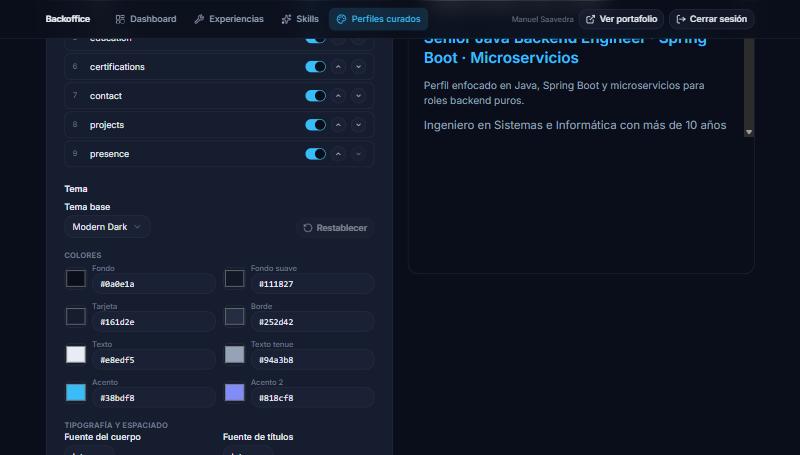 Backoffice
Dashboard
Experiencias
Skills
Perfiles curados
Manuel Saavedra
Ver portafolio
Cerrar sesión
5 education
6 certifications
7 contact
8 projects
9 presence
Tema
Tema base
Modern Dark
Restablecer
COLORES
Fondo
#0a0e1a
Fondo suave
#111827
Tarjeta
#161d2e
Borde
#252d42
Texto
#e8edf5
Texto tenue
#94a3b8
Acento
#38bdf8
Acento 2
#818cf8
TIPOGRAFÍA Y ESPACIADO
Fuente del cuerpo
Fuente de títulos
Senior Java Backend Engineer · Spring
Boot · Microservicios
Perfil enfocado en Java, Spring Boot y microservicios para
roles backend puros.
Ingeniero en Sistemas e Informática con más de 10 años